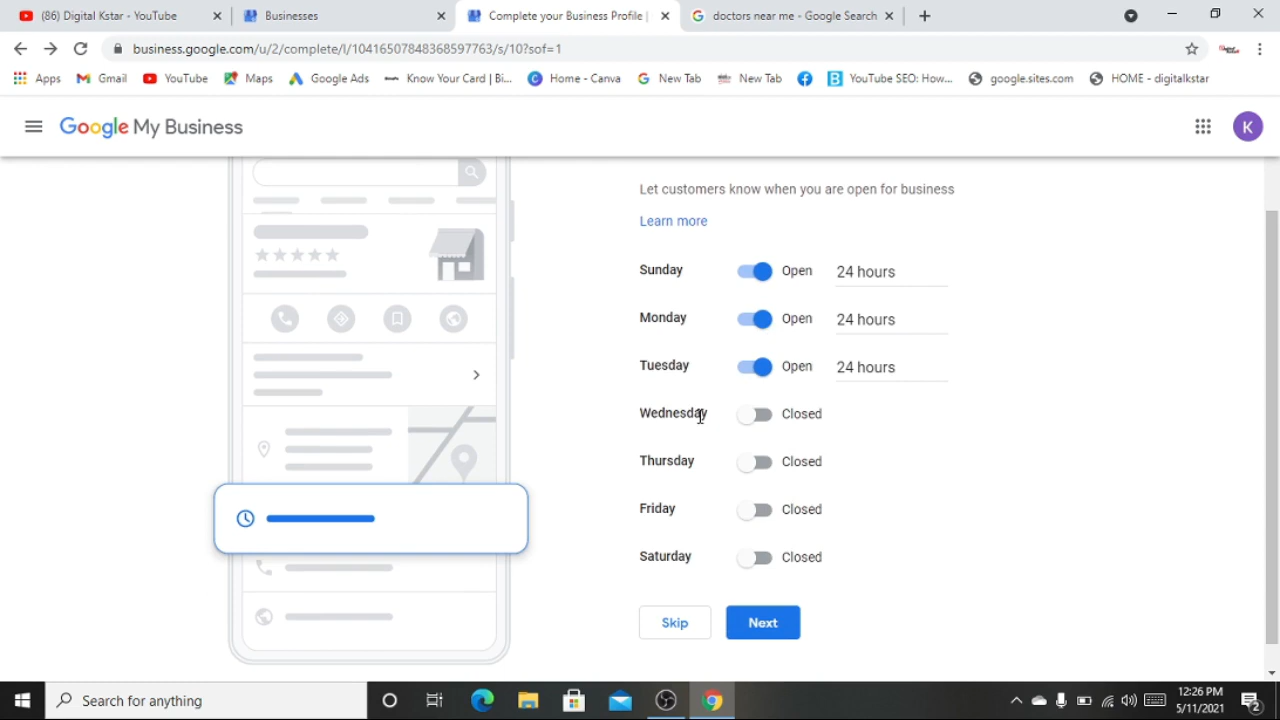 (86) Digital Kstar - YouTube
Businesses
Complete your Business Profile |
doctors near me - Google Search
business.google.com/u/2/complete/l/10416507848368597763/s/10?sof=1
Apps
Gmail
YouTube
Maps
Google Ads
Know Your Card | Bi...
Home - Canva
New Tab
New Tab
YouTube SEO: How...
google.sites.com
HOME - digitalkstar
Google My Business
K
Let customers know when you are open for business
Learn more
Sunday Open 24 hours
Monday Open 24 hours
Tuesday Open 24 hours
Wednesday Closed
Thursday Closed
Friday Closed
Saturday Closed
Skip Next
Search for anything
12:26 PM
5/11/2021
2